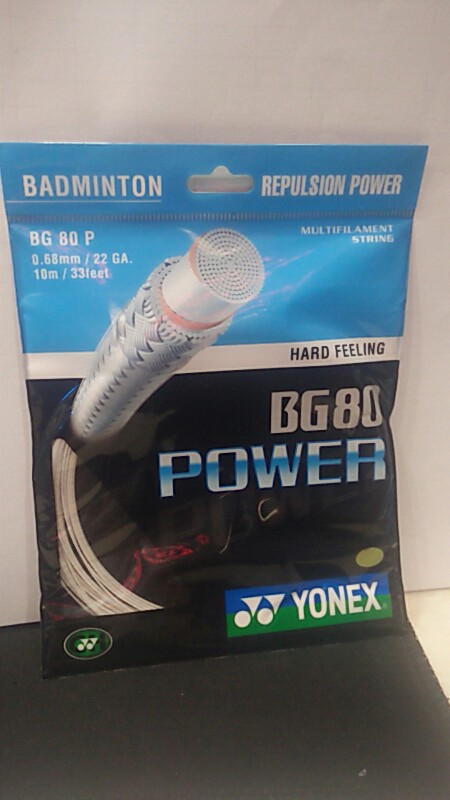 BADMINTON
REPULSION POWER
BG 80 P
0.68mm / 22 GA.
10m / 33feet
MULTIFILAMENT
STRING
HARD FEELING
BG80
POWER
YONEX